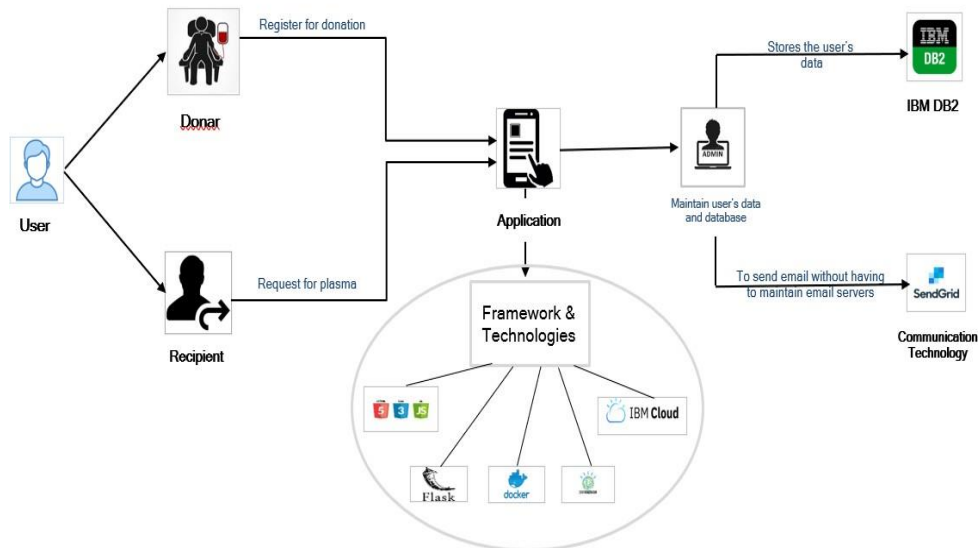 Register for donation
Donar
User
Request for plasma
Recipient
Application
ADMIN
Maintain user's data
and database
Stores the user's
data
IBM
DB2
IBM DB2
To send email without having
to maintain email servers
SendGrid
Communication
Technology
Framework &
Technologies
5 3 JS
IBM Cloud
Flask
docker